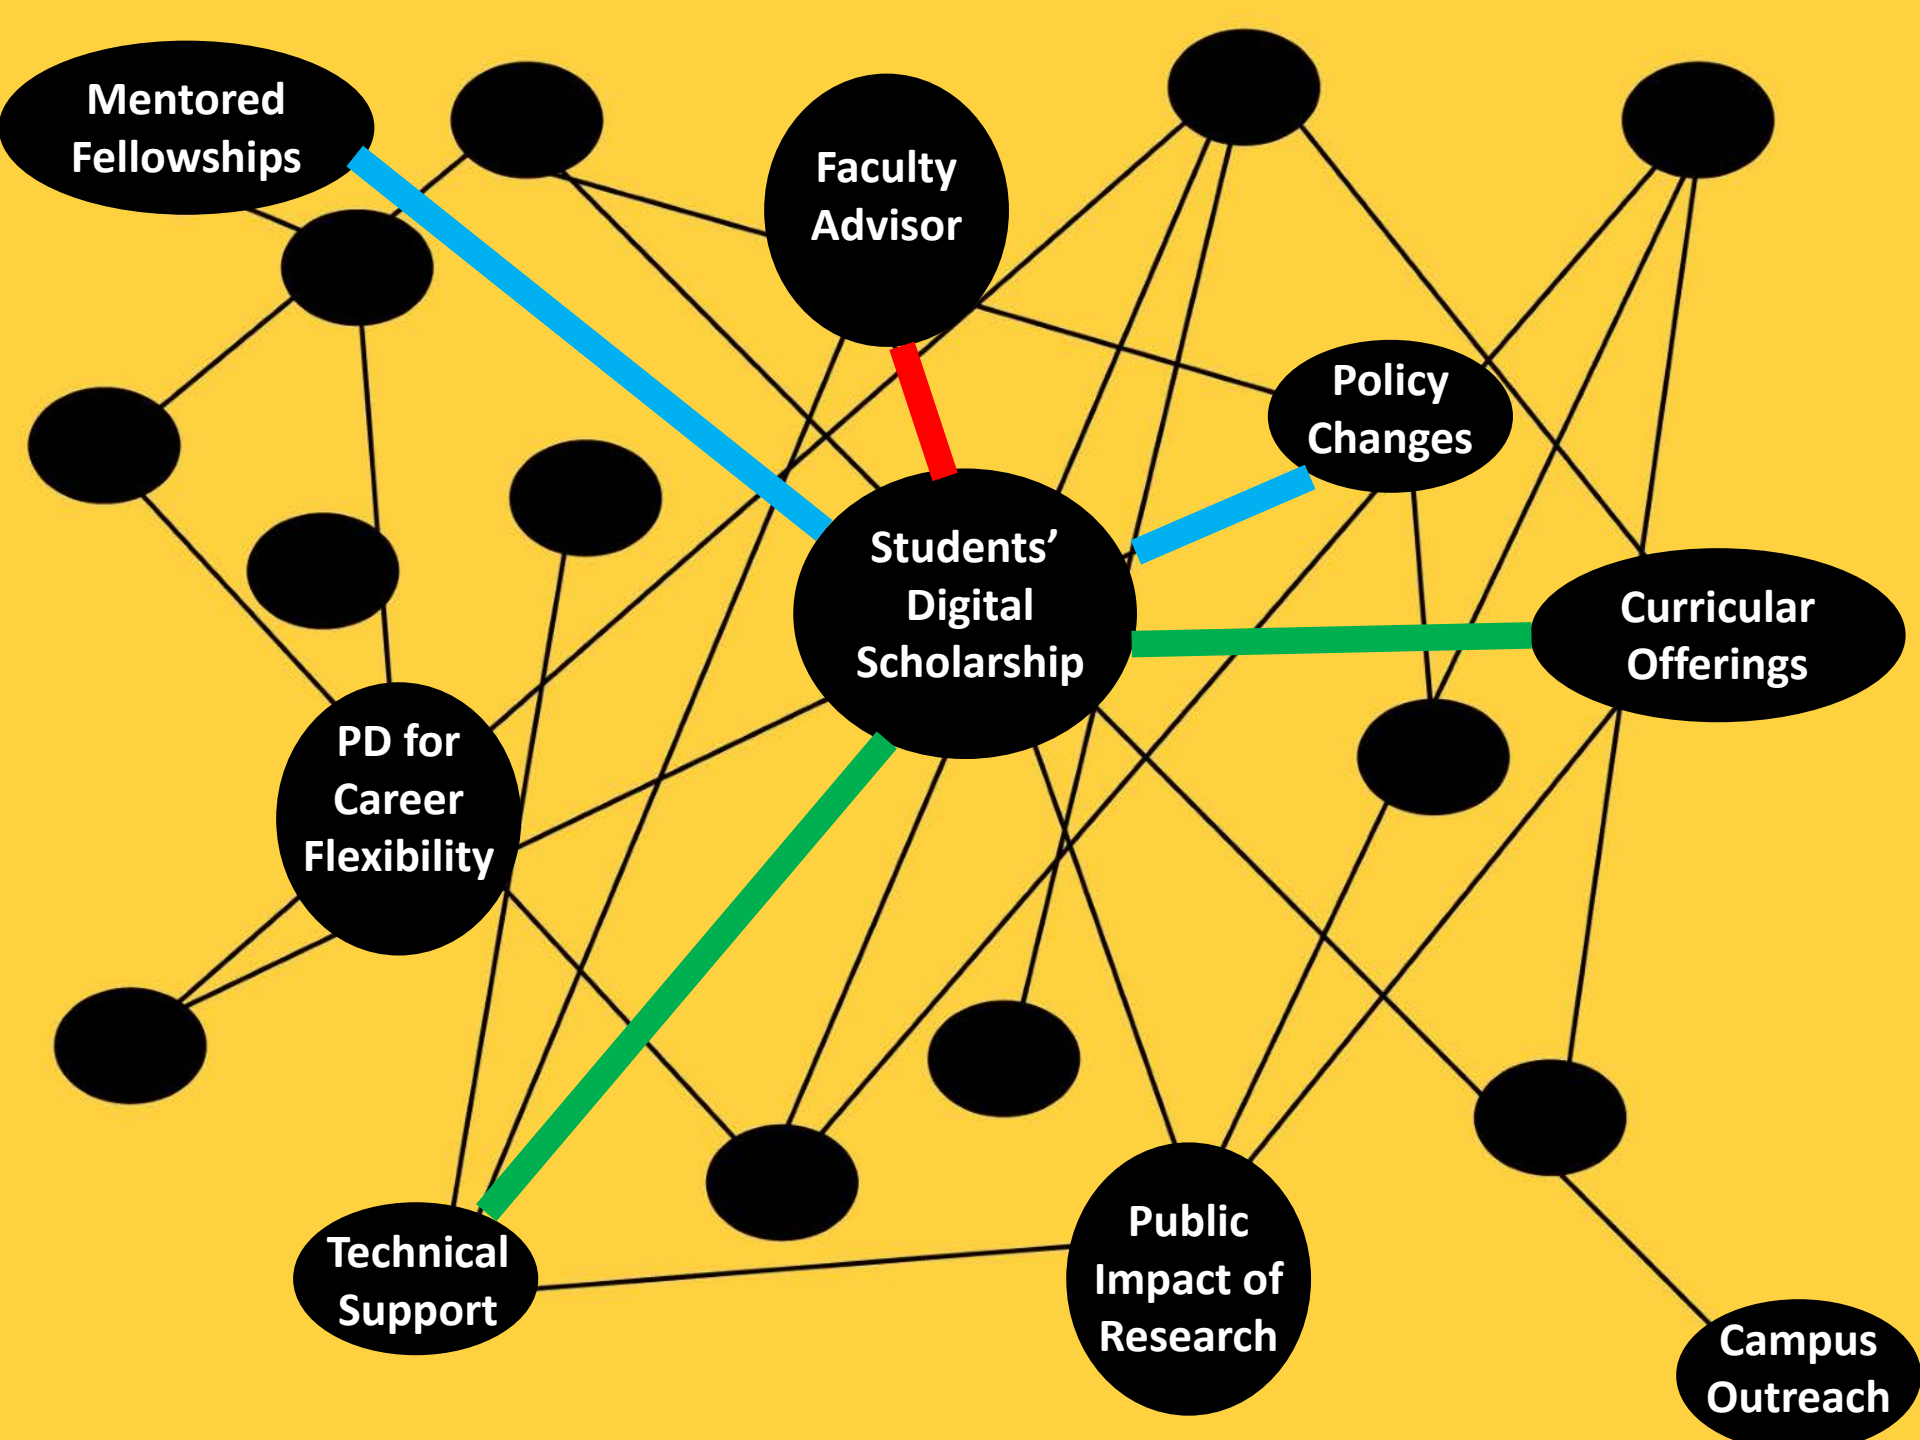 Mentored
Fellowships
Faculty
Advisor
Policy
Changes
Students’
Digital
Scholarship
Curricular
Offerings
PD for
Career
Flexibility
Technical
Support
Public
Impact of
Research
Campus
Outreach